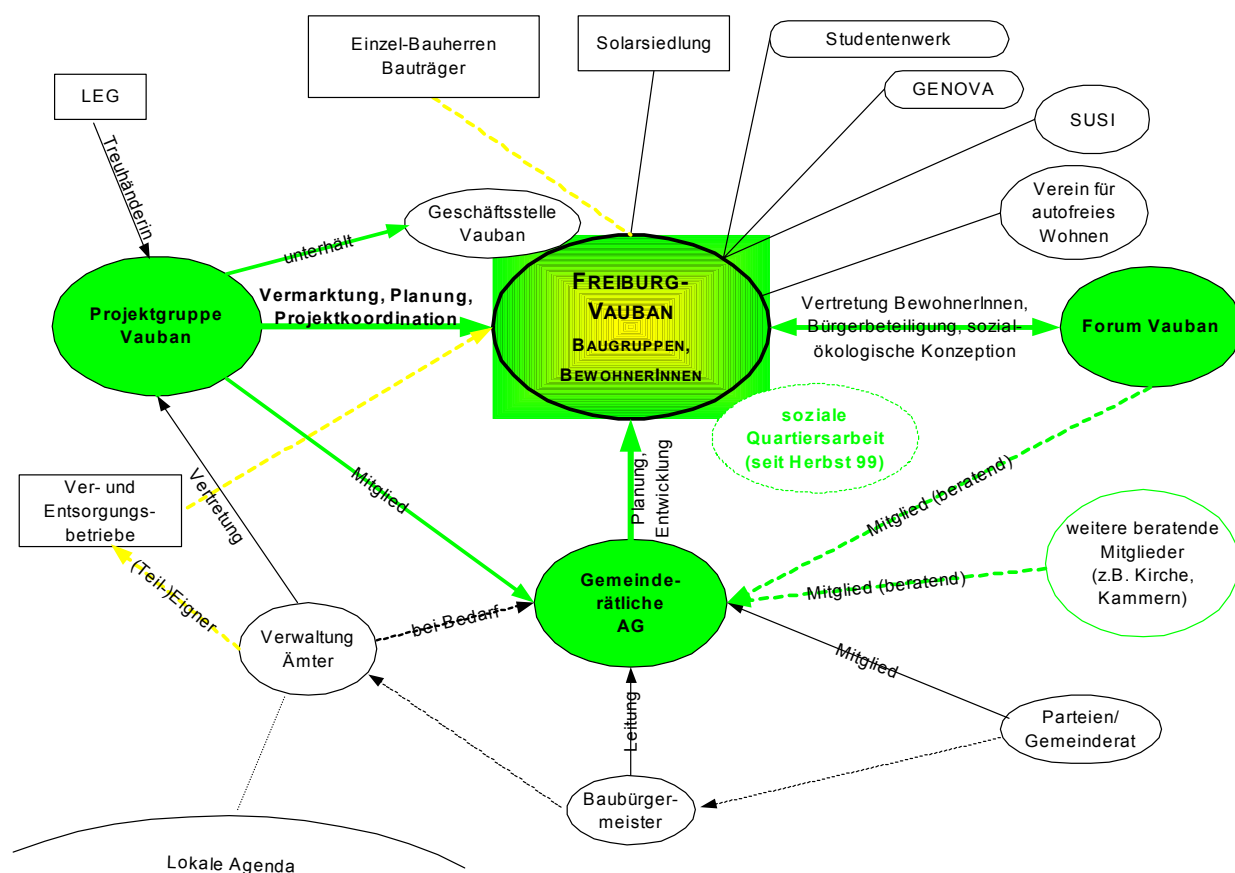 Einzel-Bauherren
Bauträger
Solarsiedlung
Studentenwerk
GENOVA
LEG
SUSI
Treuhänderin
Verein für
autofreies
Wohnen
Geschäftsstelle
Vauban
unterhält
Projektgruppe
Vauban
Vermarktung, Planung,
Projektkoordination
FREIBURG-
VAUBAN
BAUGRUPPEN,
BEWOHNERINNEN
Vertretung BewohnerInnen,
Bürgerbeteiligung, sozial-
ökologische Konzeption
Forum Vauban
soziale
Quartiersarbeit
(seit Herbst 99)
Planung,
Entwicklung
Mitglied
Vertretung
Ver- und
Entsorgungs-
betriebe
(Teil-)Eigner
Mitglied (beratend)
weitere beratende
Mitglieder
(z.B. Kirche,
Kammern)
Mitglied (beratend)
Gemeinde-
rätliche
AG
bei Bedarf
Verwaltung
Ämter
Mitglied
Leitung
Parteien/
Gemeinderat
Baubürger-
meister
Lokale Agenda